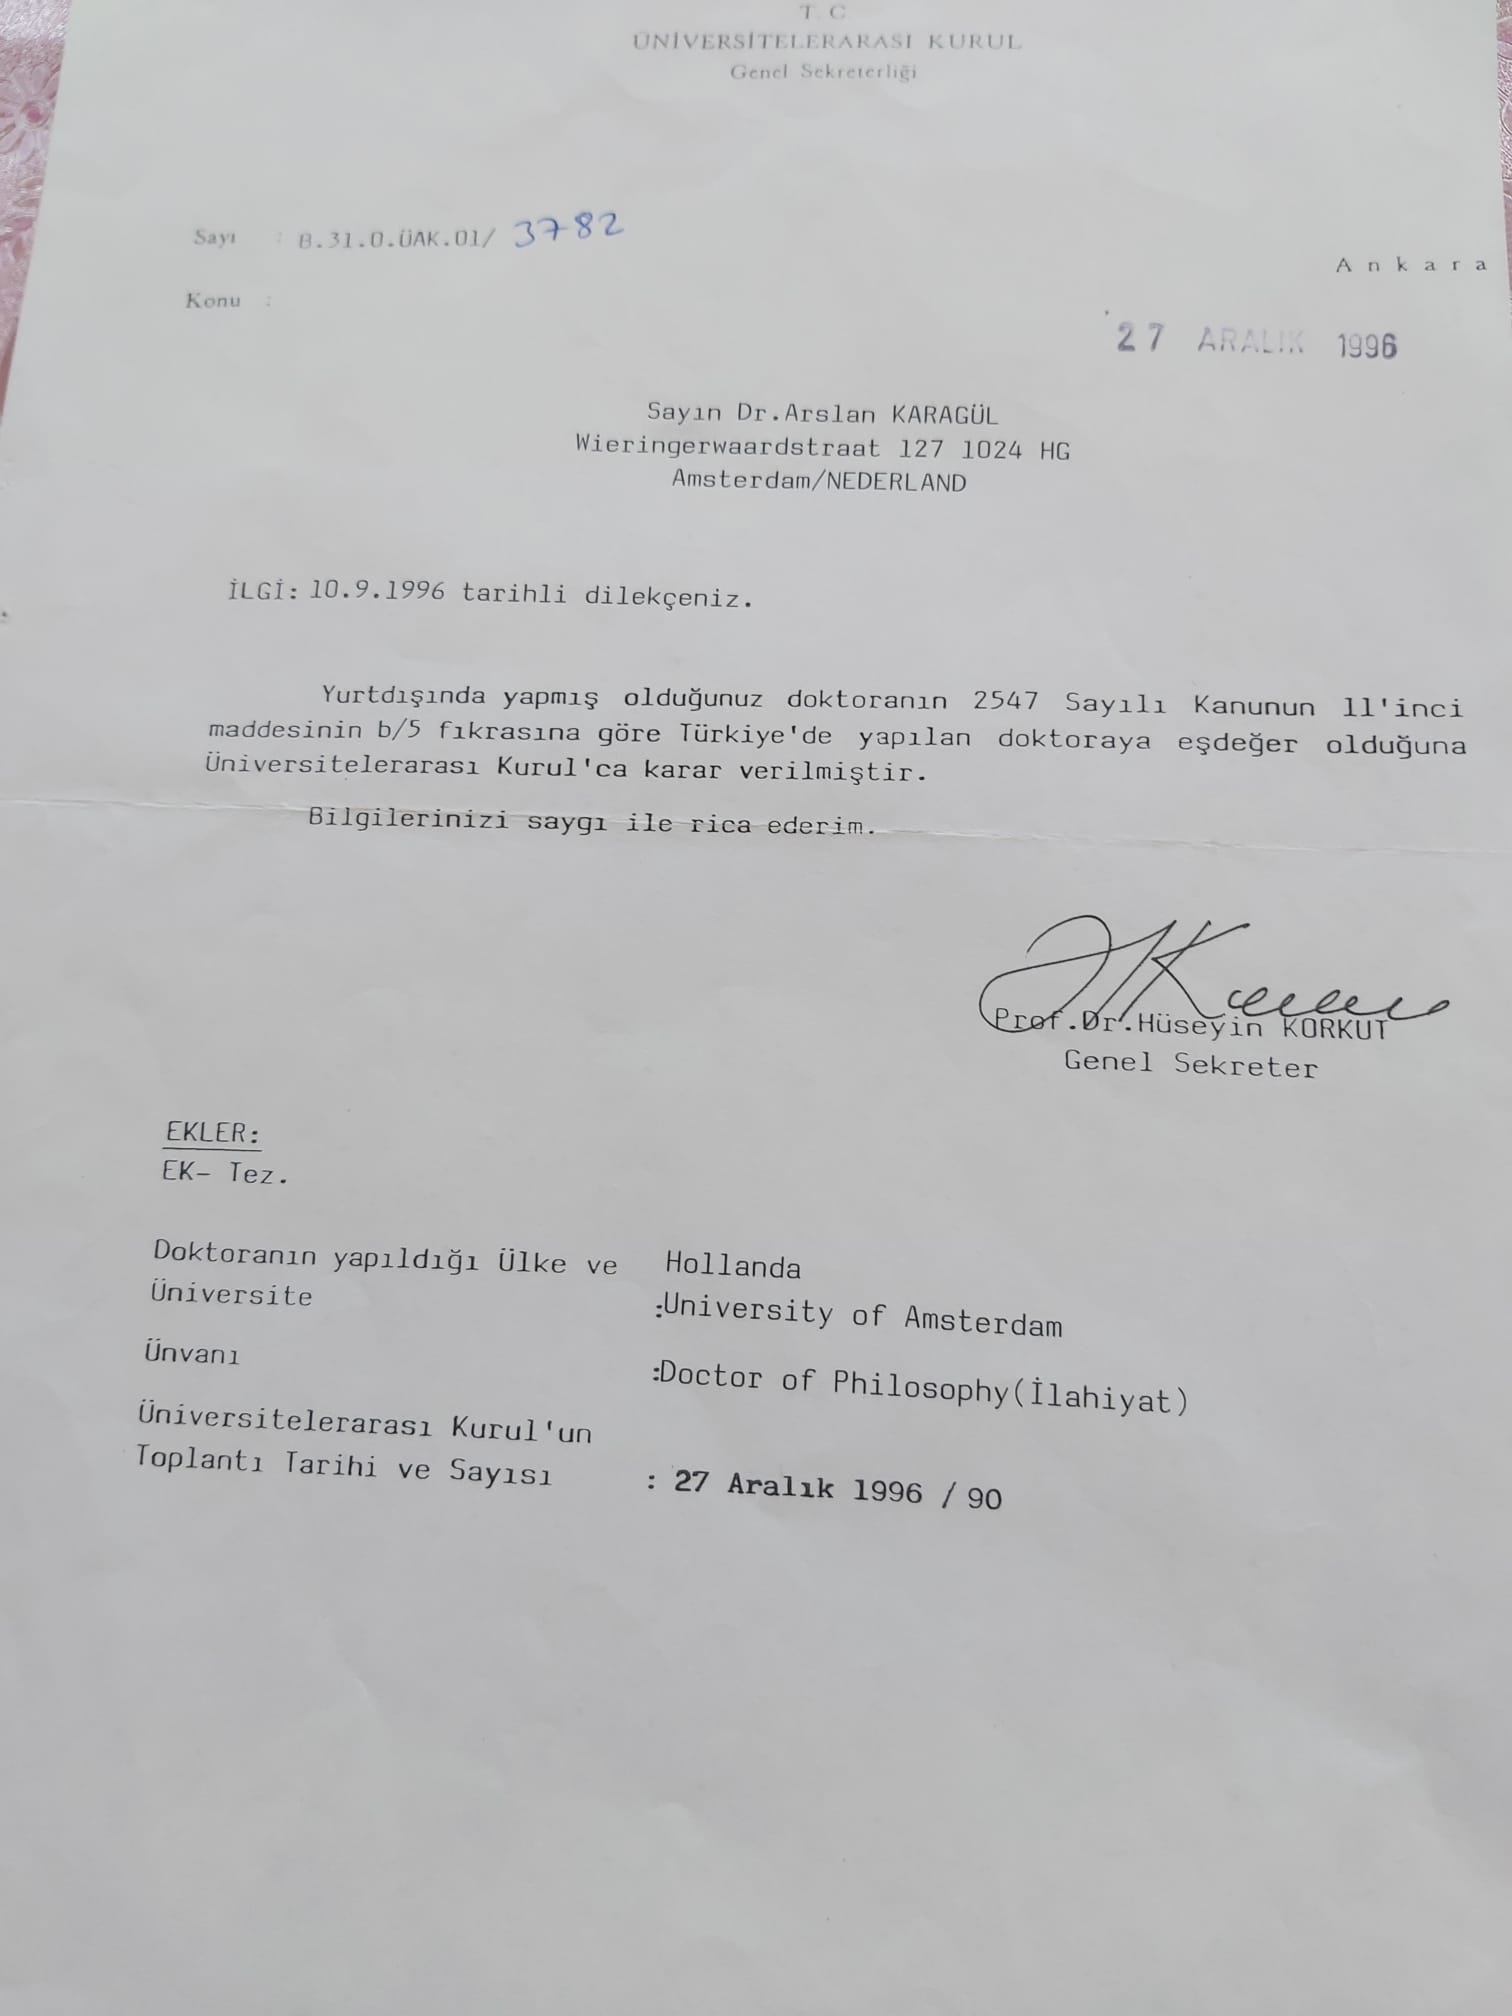 T. C.
ÜNİVERSİTELERARASI KURUL
Genel Sekreterliği
Sayı : B.31.0.ÜAK.01/ 3782
Ankara
Konu :
27 ARALIK 1996
Sayın Dr.Arslan KARAGÜL
Wieringerwaardstraat 127 1024 HG
Amsterdam/NEDERLAND
İLGİ: 10.9.1996 tarihli dilekçeniz.
Yurtdışında yapmış olduğunuz doktoranın 2547 Sayılı Kanunun 11'inci
maddesinin b/5 fıkrasına göre Türkiye'de yapılan doktoraya eşdeğer olduğuna
Üniversitelerarası Kurul'ca karar verilmiştir.
Bilgilerinizi saygı ile rica ederim.
Prof.Dr.Hüseyin KORKUT
Genel Sekreter
EKLER:
EK- Tez.
Doktoranın yapıldığı Ülke ve Hollanda
Üniversite :University of Amsterdam
Ünvanı :Doctor of Philosophy(İlahiyat)
Üniversitelerarası Kurul'un
Toplantı Tarihi ve Sayısı : 27 Aralık 1996 / 90